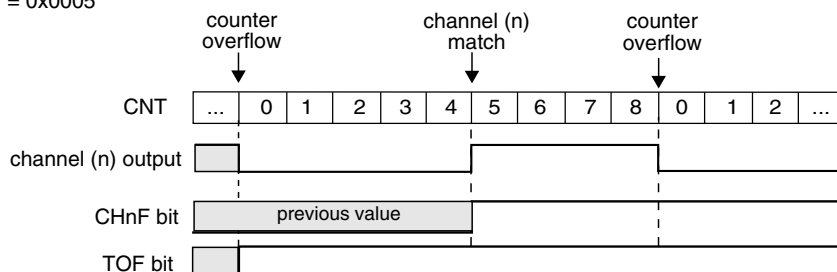 = 0x0005
counter overflow
channel (n) match
counter overflow
CNT ... 0 1 2 3 4 5 6 7 8 0 1 2 ...
channel (n) output
CHnF bit previous value
TOF bit